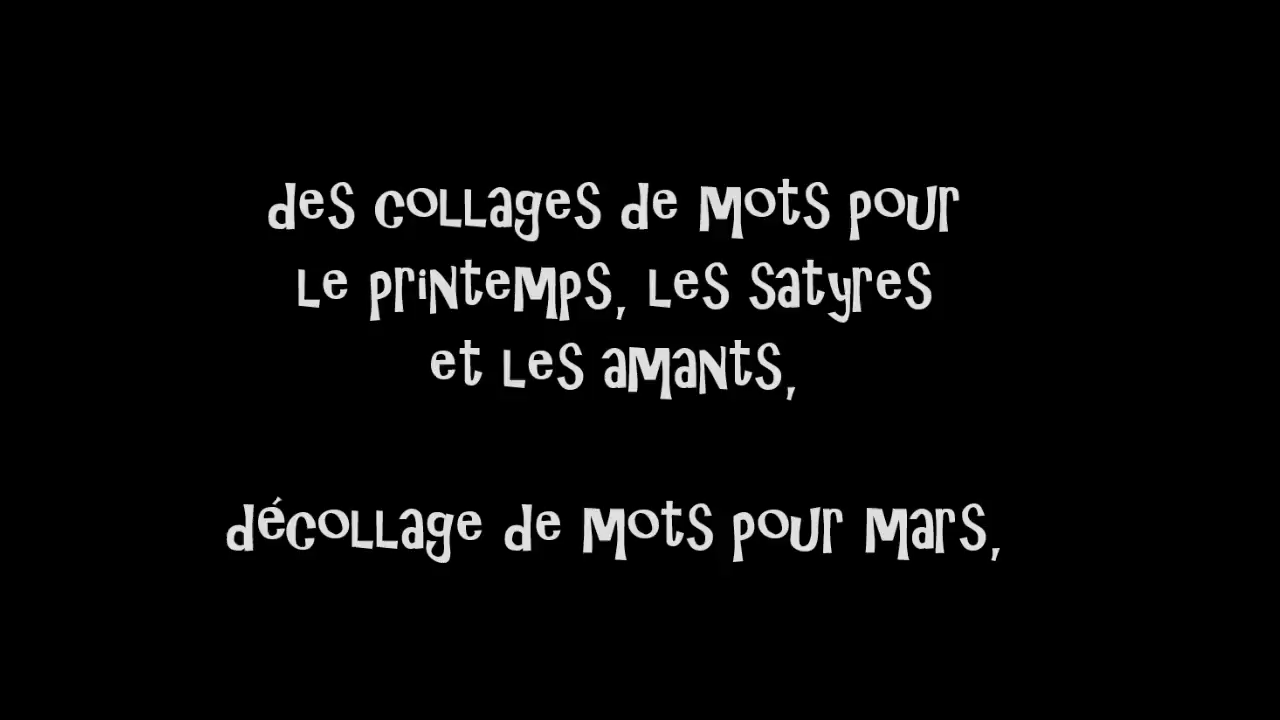 des collages de mots pour
le printemps, les satyres
et les amants,
décollage de mots pour mars,